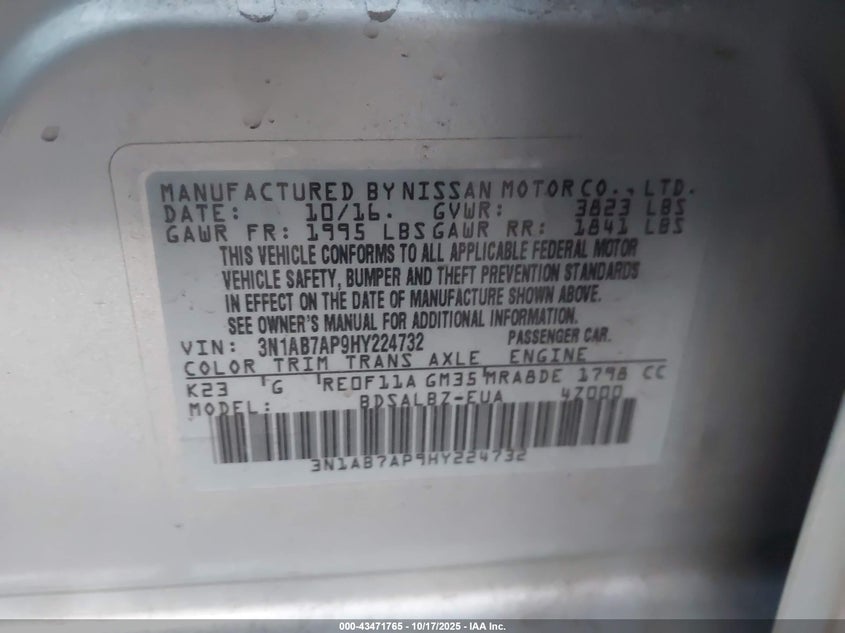 MANUFACTURED BY NISSAN MOTOR CO., LTD.
DATE: 10/16. GVWR: 3823 LBS
GAWR FR: 1995 LBS GAWR RR: 1841 LBS
THIS VEHICLE CONFORMS TO ALL APPLICABLE FEDERAL MOTOR
VEHICLE SAFETY, BUMPER AND THEFT PREVENTION STANDARDS
IN EFFECT ON THE DATE OF MANUFACTURE SHOWN ABOVE.
SEE OWNER'S MANUAL FOR ADDITIONAL INFORMATION.
VIN: 3N1AB7AP9HY224732 PASSENGER CAR.
COLOR TRIM TRANS AXLE ENGINE
K23 G RE0F11A GM35 MRA8DE 1798 CC
MODEL: BDSALBZ-EUA 4Z000
3N1AB7AP9HY224732
000-43471765 - 10/17/2025 - IAA Inc.